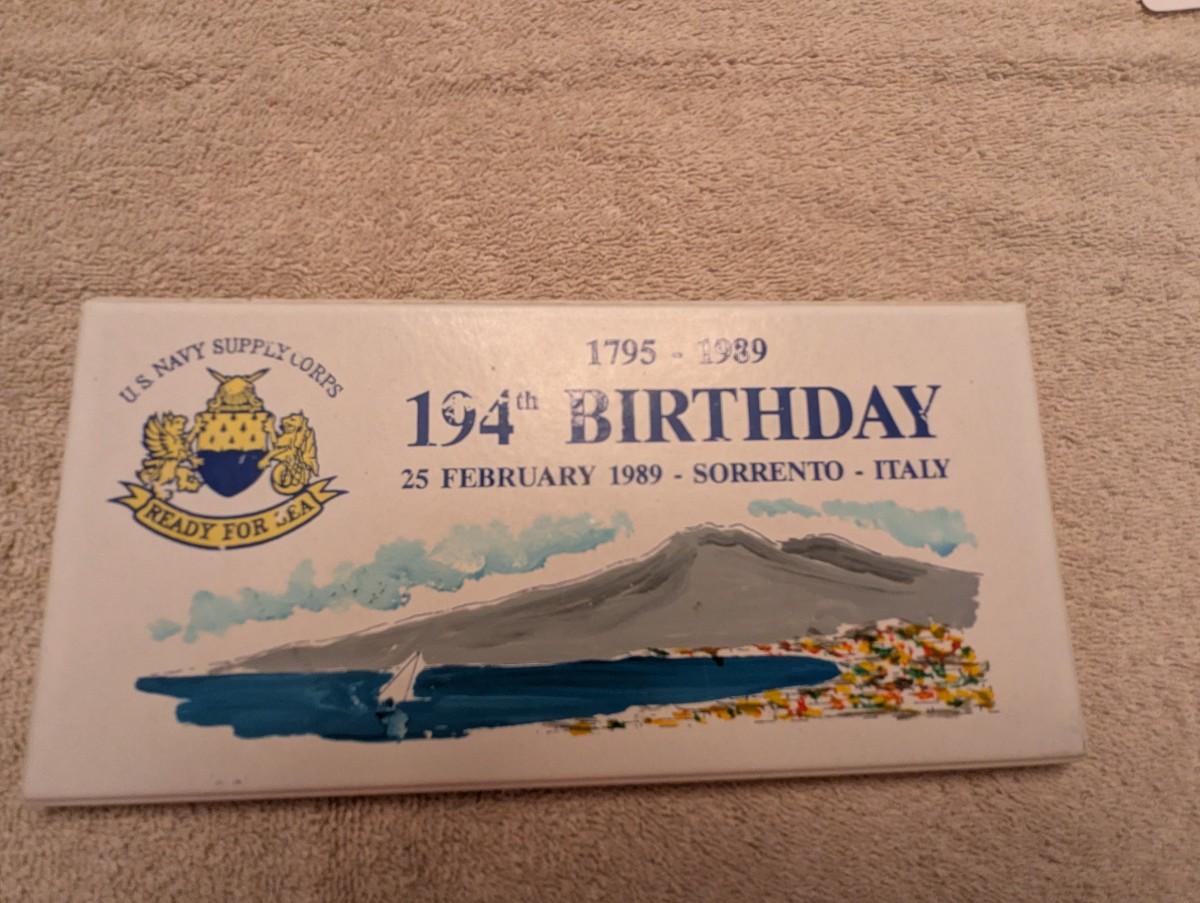 U.S. NAVY SUPPLY CORPS
READY FOR SEA
1795 - 1989
194th BIRTHDAY
25 FEBRUARY 1989 - SORRENTO - ITALY